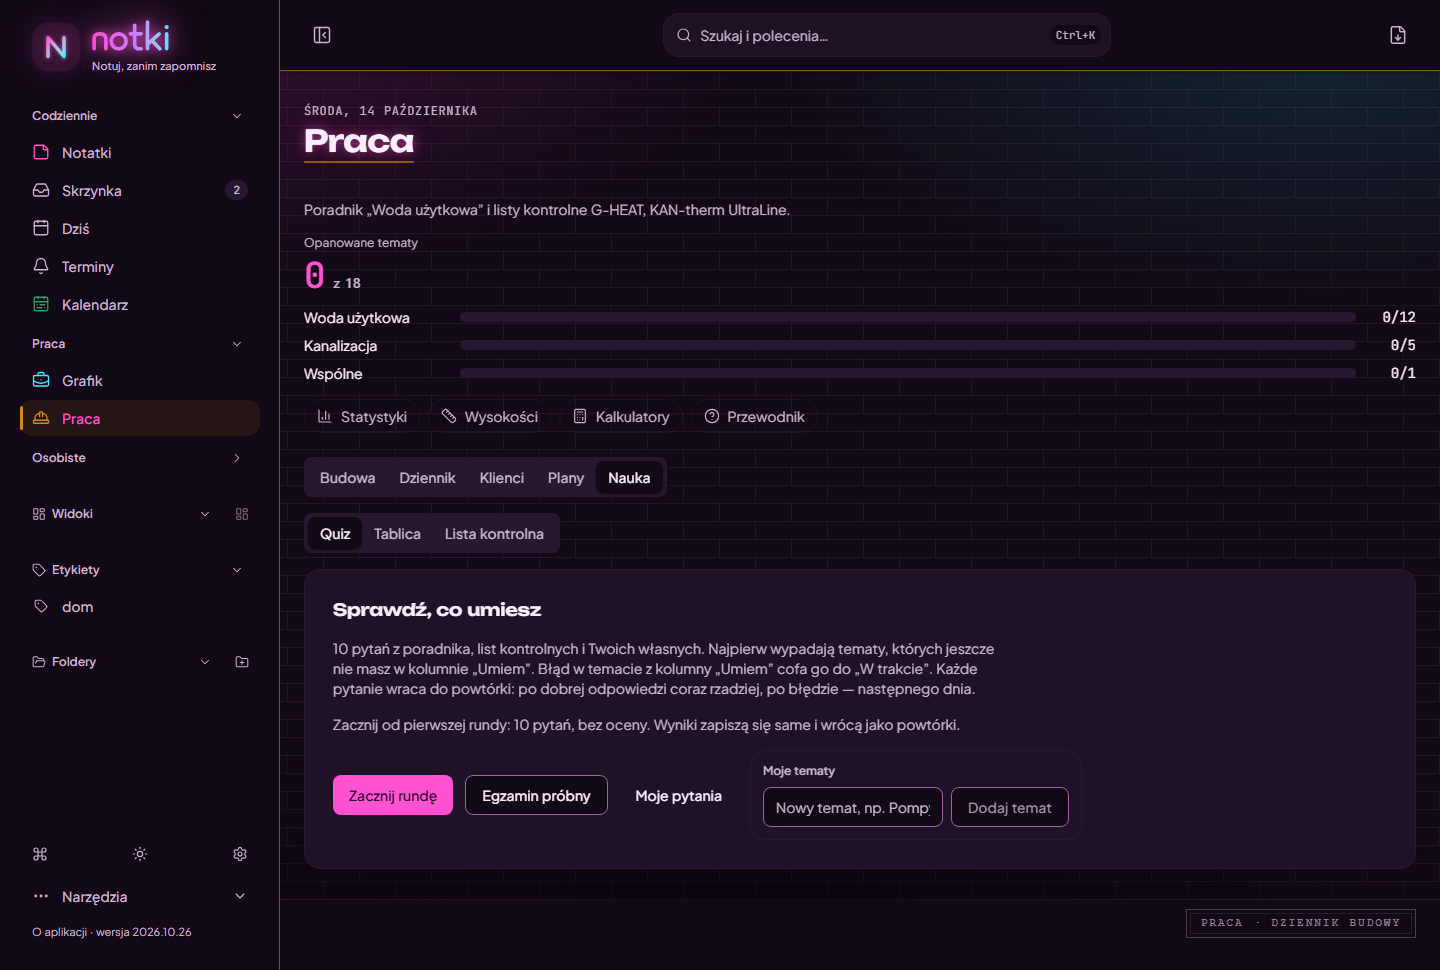 N
notki
Notuj, zanim zapomnisz
Codziennie
Notatki
Skrzynka
2
Dziś
Terminy
Kalendarz
Praca
Grafik
Praca
Osobiste
Widoki
Etykiety
dom
Foldery
Narzędzia
O aplikacji · wersja 2026.10.26
Szukaj i polecenia...
Ctrl+K
ŚRODA, 14 PAŹDZIERNIKA
Praca
Poradnik „Woda użytkowa” i listy kontrolne G-HEAT, KAN-therm UltraLine.
Opanowane tematy
0 z 18
Woda użytkowa 0/12
Kanalizacja 0/5
Wspólne 0/1
Statystyki Wysokości Kalkulatory Przewodnik
Budowa Dziennik Klienci Plany Nauka
Quiz Tablica Lista kontrolna
Sprawdź, co umiesz
10 pytań z poradnika, list kontrolnych i Twoich własnych. Najpierw wypadają tematy, których jeszcze
nie masz w kolumnie „Umiem”. Błąd w temacie z kolumny „Umiem” cofa go do „W trakcie”. Każde
pytanie wraca do powtórki: po dobrej odpowiedzi coraz rzadziej, po błędzie — następnego dnia.
Zacznij od pierwszej rundy: 10 pytań, bez oceny. Wyniki zapiszą się same i wrócą jako powtórki.
Zacznij rundę
Egzamin próbny
Moje pytania
Moje tematy
Nowy temat, np. Pompy
Dodaj temat
PRACA · DZIENNIK BUDOWY